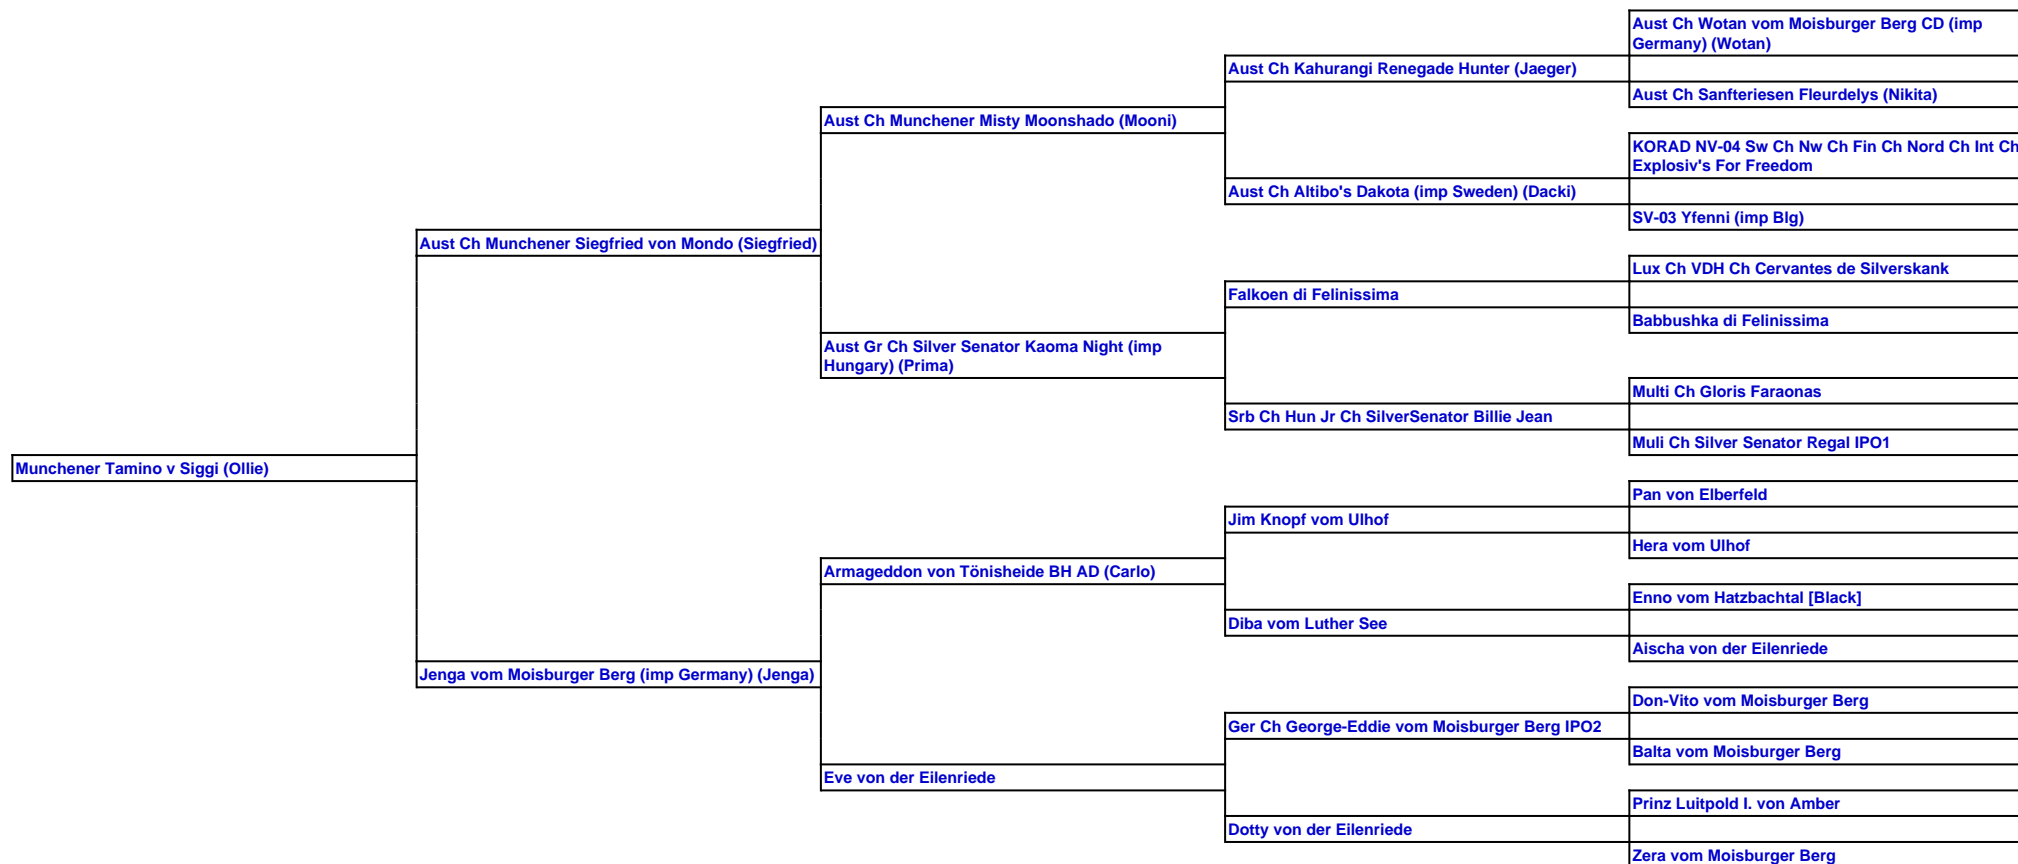 Aust Ch Wotan vom Moisburger Berg CD (imp
Germany) (Wotan)
Aust Ch Kahurangi Renegade Hunter (Jaeger)
Aust Ch Sanfteriesen Fleurdelys (Nikita)
Aust Ch Munchener Misty Moonshado (Mooni)
KORAD NV-04 Sw Ch Nw Ch Fin Ch Nord Ch Int Ch
Explosiv's For Freedom
Aust Ch Altibo's Dakota (imp Sweden) (Dacki)
SV-03 Yfenni (imp Blg)
Aust Ch Munchener Siegfried von Mondo (Siegfried)
Lux Ch VDH Ch Cervantes de Silverskank
Falkoen di Felinissima
Babbushka di Felinissima
Aust Gr Ch Silver Senator Kaoma Night (imp
Hungary) (Prima)
Multi Ch Gloris Faraonas
Srb Ch Hun Jr Ch SilverSenator Billie Jean
Muli Ch Silver Senator Regal IPO1
Munchener Tamino v Siggi (Ollie)
Pan von Elberfeld
Jim Knopf vom Ulhof
Hera vom Ulhof
Armageddon von Tönisheide BH AD (Carlo)
Enno vom Hatzbachtal [Black]
Diba vom Luther See
Aischa von der Eilenriede
Jenga vom Moisburger Berg (imp Germany) (Jenga)
Don-Vito vom Moisburger Berg
Ger Ch George-Eddie vom Moisburger Berg IPO2
Balta vom Moisburger Berg
Eve von der Eilenriede
Prinz Luitpold I. von Amber
Dotty von der Eilenriede
Zera vom Moisburger Berg